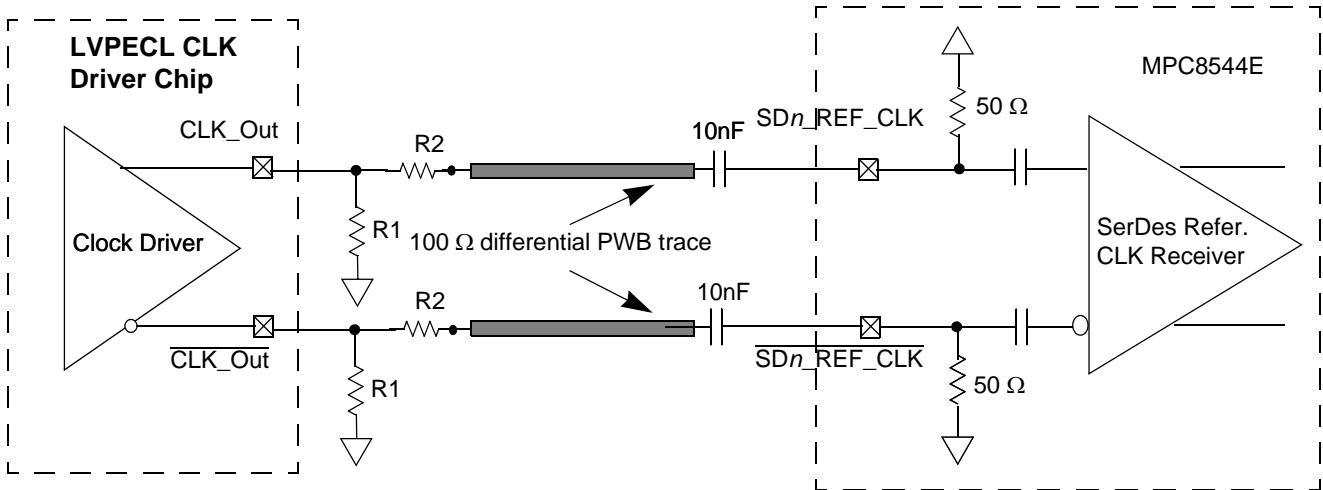 LVPECL CLK
Driver Chip
MPC8544E
CLK_Out
R2
10nF
SDn_REF_CLK
50 Ω
R1
Clock Driver
100 Ω differential PWB trace
SerDes Refer.
CLK Receiver
R2
10nF
CLK_Out
SDn_REF_CLK
R1
50 Ω